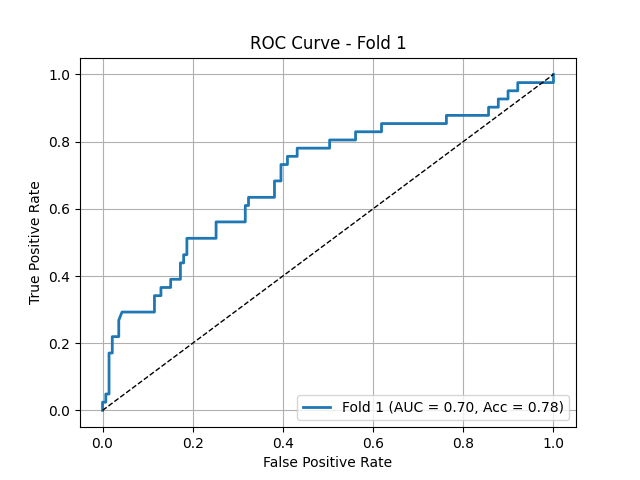 ROC Curve - Fold 1
True Positive Rate
1.0
0.8
0.6
0.4
0.2
0.0
Fold 1 (AUC = 0.70, Acc = 0.78)
0.0 0.2 0.4 0.6 0.8 1.0
False Positive Rate